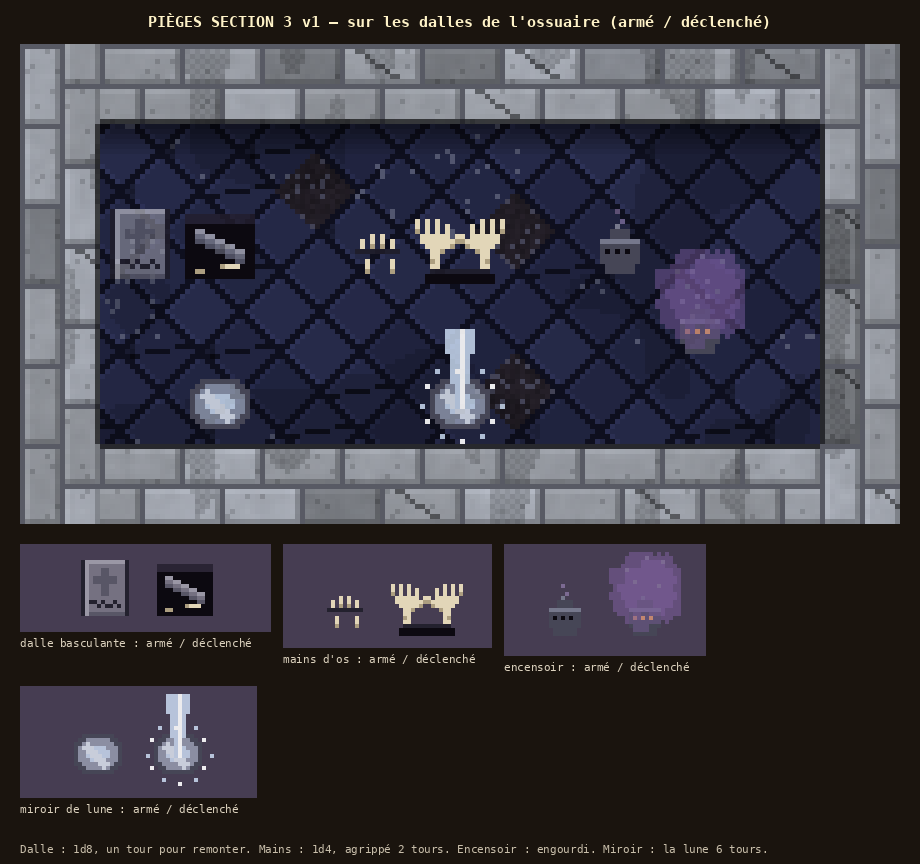 PIÈGES SECTION 3 v1 — sur les dalles de l'ossuaire (armé / déclenché)
dalle basculante : armé / déclenché
mains d'os : armé / déclenché
encensoir : armé / déclenché
miroir de lune : armé / déclenché
Dalle : 1d8, un tour pour remonter. Mains : 1d4, agrippé 2 tours. Encensoir : engourdi. Miroir : la lune 6 tours.